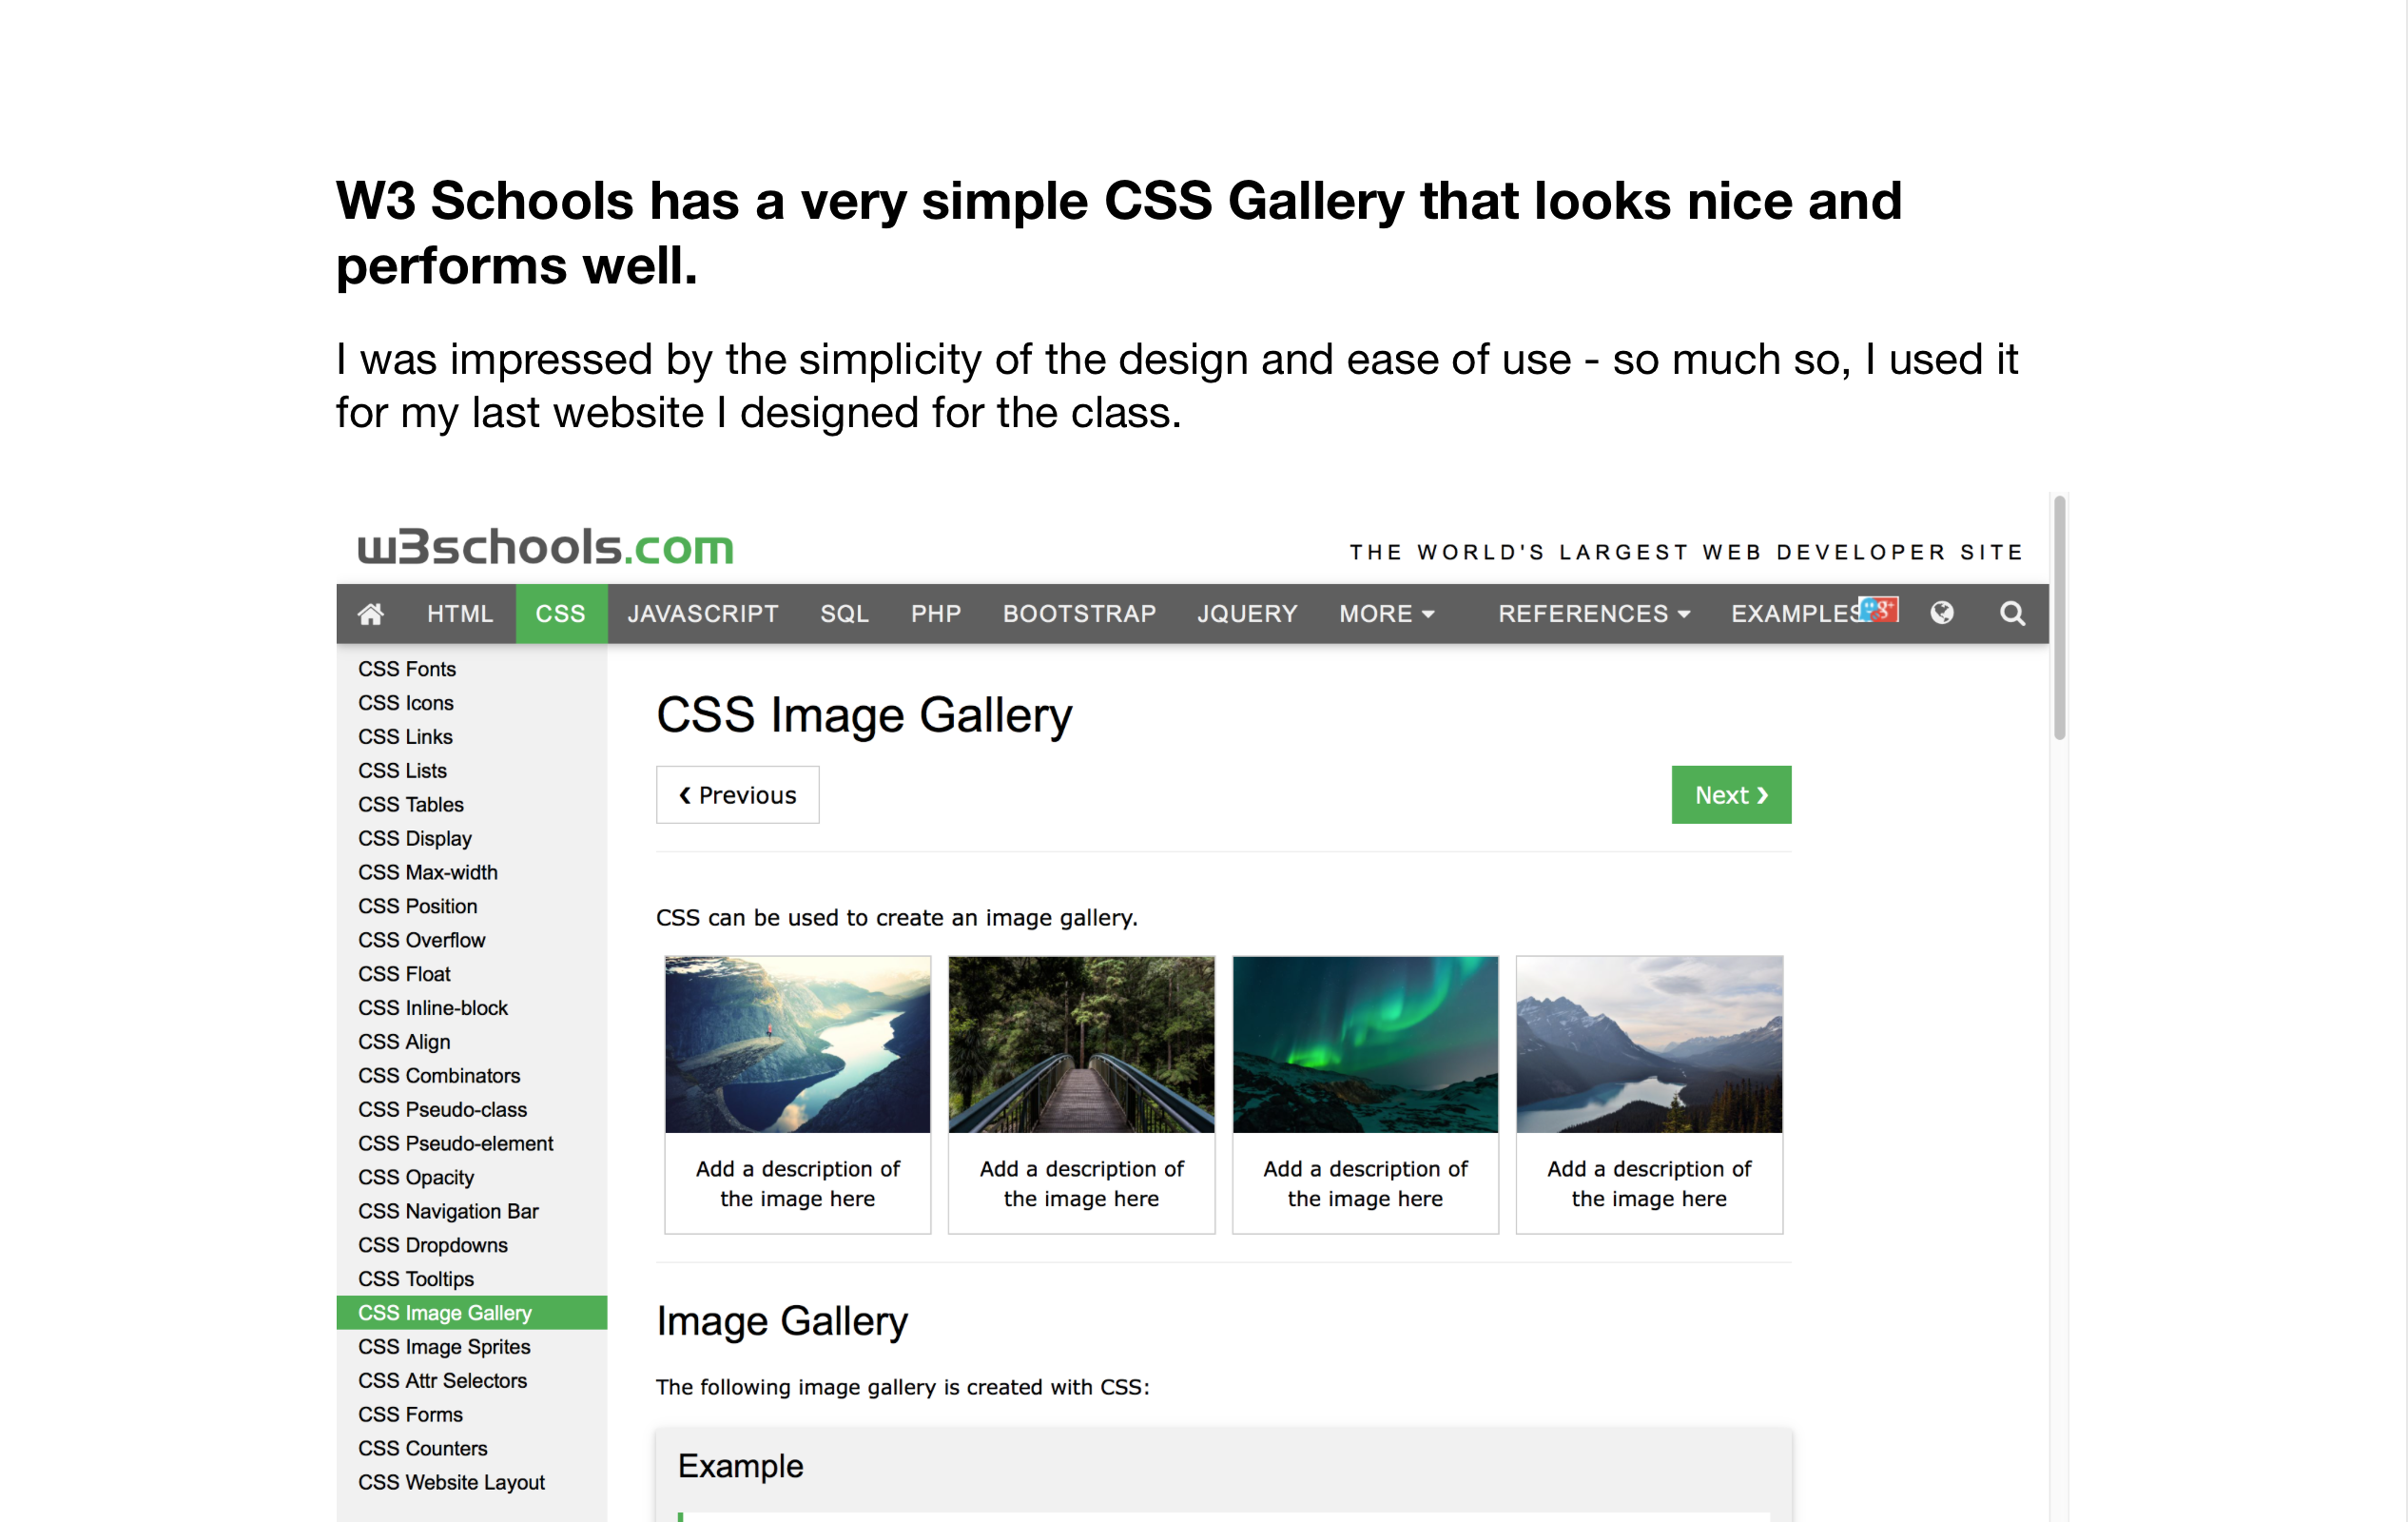 W3 Schools has a very simple CSS Gallery that looks nice and
performs well.
I was impressed by the simplicity of the design and ease of use - so much so, I used it
for my last website I designed for the class.
w3schools.com
THE WORLD'S LARGEST WEB DEVELOPER SITE
HTML CSS JAVASCRIPT SQL PHP BOOTSTRAP JQUERY MORE REFERENCES EXAMPLES g+
CSS Fonts
CSS Icons
CSS Links
CSS Lists
CSS Tables
CSS Display
CSS Max-width
CSS Position
CSS Overflow
CSS Float
CSS Inline-block
CSS Align
CSS Combinators
CSS Pseudo-class
CSS Pseudo-element
CSS Opacity
CSS Navigation Bar
CSS Dropdowns
CSS Tooltips
CSS Image Gallery
CSS Image Sprites
CSS Attr Selectors
CSS Forms
CSS Counters
CSS Website Layout
CSS Image Gallery
❮ Previous
Next ❯
CSS can be used to create an image gallery.
Add a description of
the image here
Add a description of
the image here
Add a description of
the image here
Add a description of
the image here
Image Gallery
The following image gallery is created with CSS:
Example